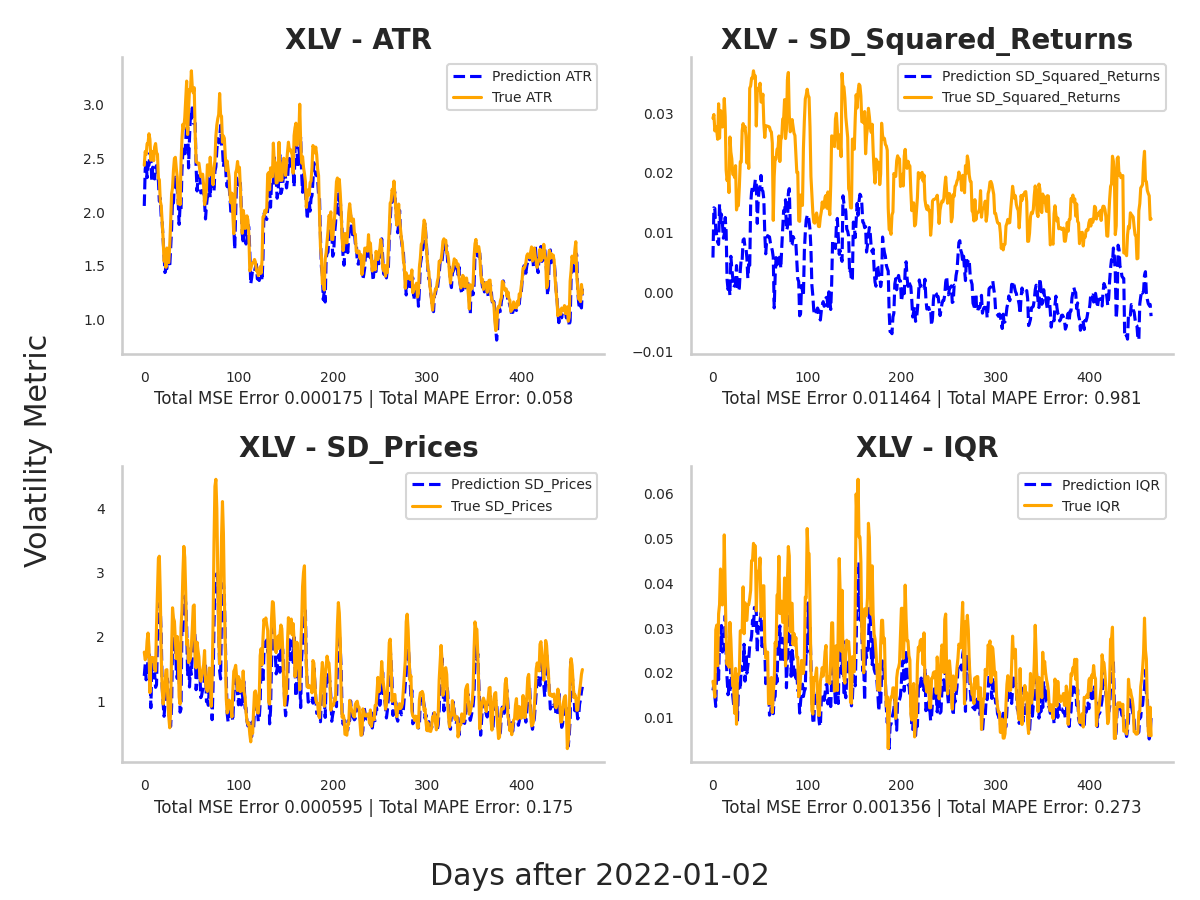 XLV - ATR
Prediction ATR
True ATR
3.0
2.5
2.0
1.5
1.0
0 100 200 300 400
Total MSE Error 0.000175 | Total MAPE Error: 0.058
XLV - SD_Squared_Returns
Prediction SD_Squared_Returns
True SD_Squared_Returns
0.03
0.02
0.01
0.00
−0.01
0 100 200 300 400
Total MSE Error 0.011464 | Total MAPE Error: 0.981
Volatility Metric
XLV - SD_Prices
Prediction SD_Prices
True SD_Prices
4
3
2
1
0 100 200 300 400
Total MSE Error 0.000595 | Total MAPE Error: 0.175
XLV - IQR
Prediction IQR
True IQR
0.06
0.05
0.04
0.03
0.02
0.01
0 100 200 300 400
Total MSE Error 0.001356 | Total MAPE Error: 0.273
Days after 2022-01-02